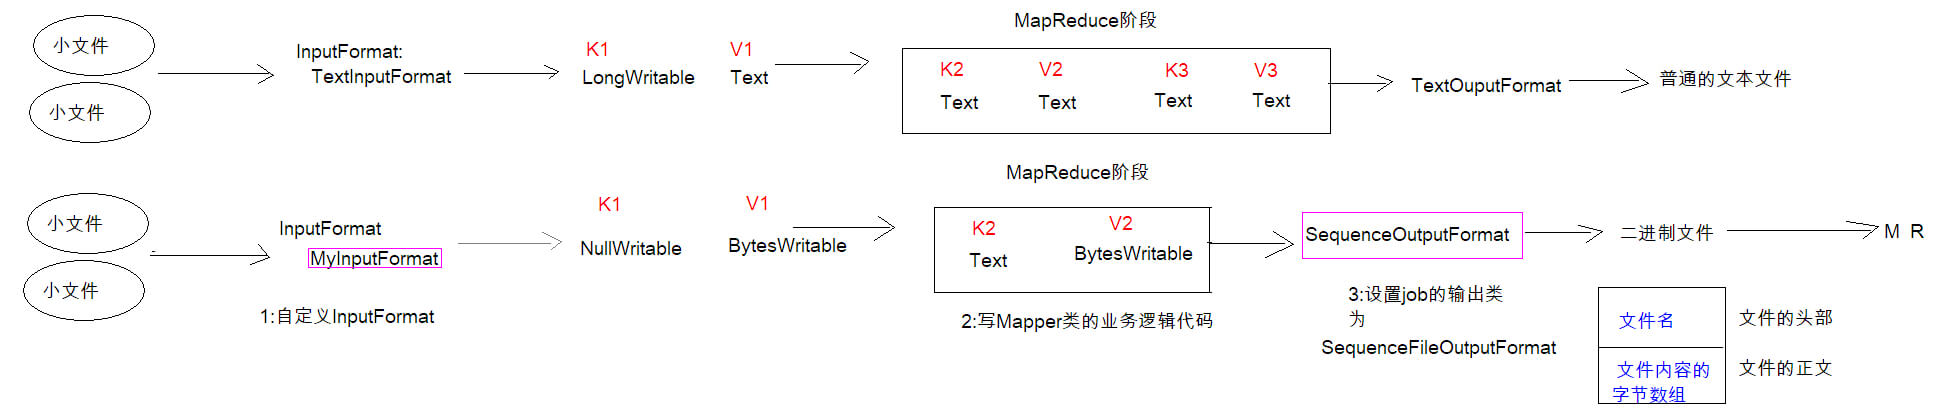 MapReduce阶段
小文件
小文件
InputFormat:
TextInputFormat
K1
V1
LongWritable
Text
K2
V2
K3
V3
Text
Text
Text
Text
TextOuputFormat
普通的文本文件
MapReduce阶段
小文件
小文件
InputFormat
MyInputFormat
1:自定义InputFormat
K1
V1
NullWritable
BytesWritable
K2
V2
Text
BytesWritable
2:写Mapper类的业务逻辑代码
SequenceOutputFormat
3:设置job的输出类
为
SequenceFileOutputFormat
二进制文件
M R
文件名
文件的头部
文件内容的
字节数组
文件的正文